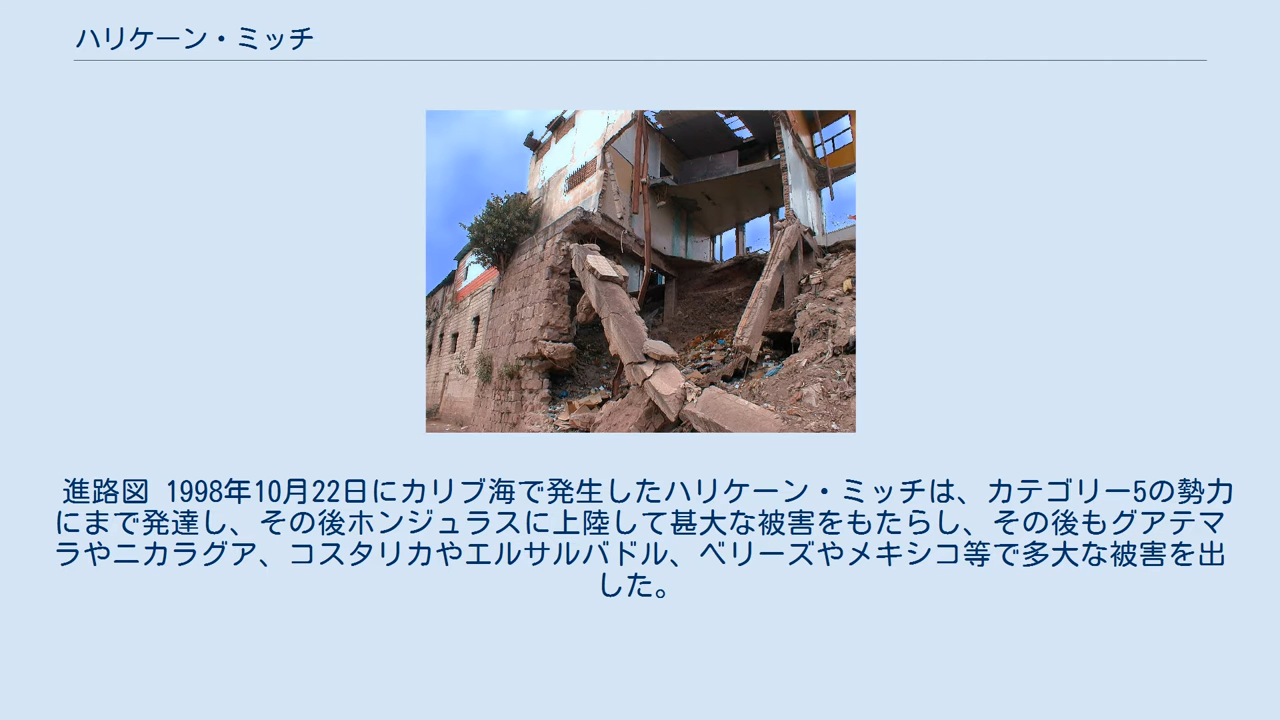 ハリケーン・ミッチ
進路図 1998年10月22日にカリブ海で発生したハリケーン・ミッチは、カテゴリー5の勢力
にまで発達し、その後ホンジュラスに上陸して甚大な被害をもたらし、その後もグアテマ
ラやニカラグア、コスタリカやエルサルバドル、ベリーズやメキシコ等で多大な被害を出
した。